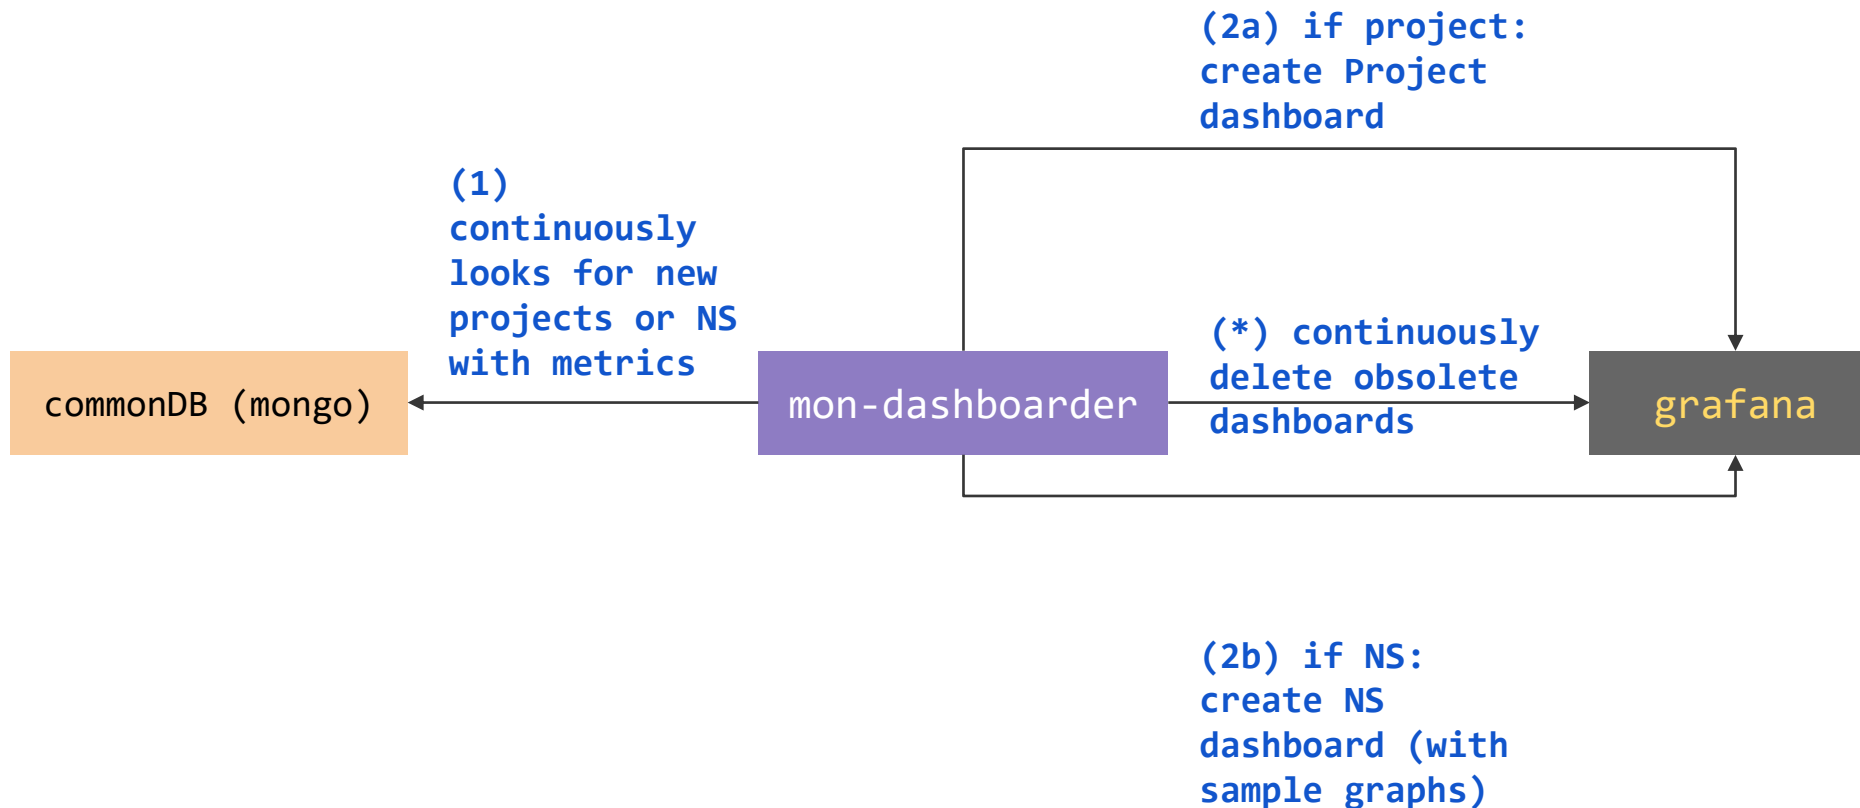 (2a) if project:
create Project
dashboard
(1)
continuously
looks for new
projects or NS
with metrics
(*) continuously
delete obsolete
dashboards
commonDB (mongo)
mon-dashboarder
grafana
(2b) if NS:
create NS
dashboard (with
sample graphs)